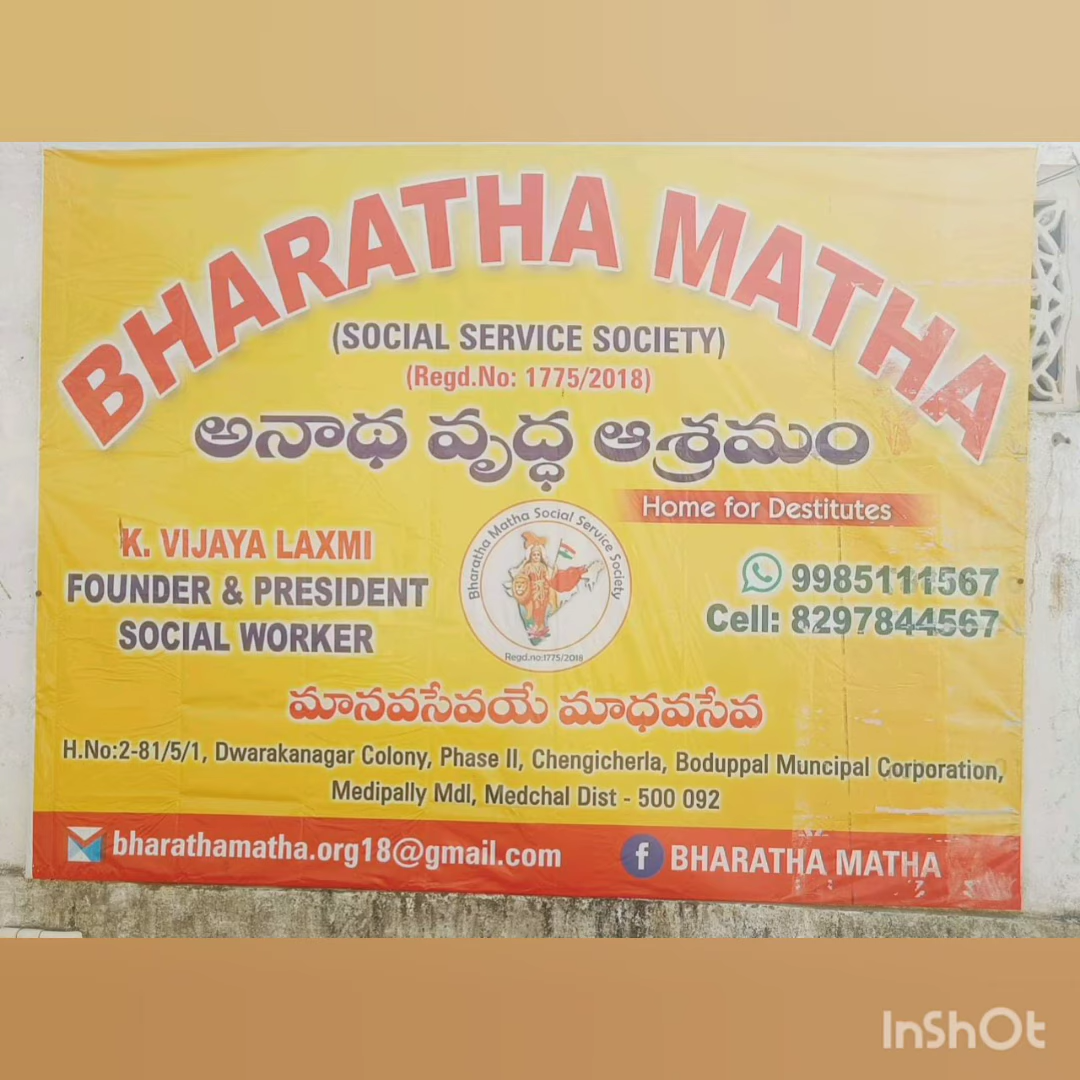 BHARATHA MATHA
(SOCIAL SERVICE SOCIETY)
(Regd.No: 1775/2018)
అనాథ వృద్ధ ఆశ్రమం
Home for Destitutes
K. VIJAYA LAXMI
FOUNDER & PRESIDENT
SOCIAL WORKER
Bharatha Matha Social Service Society
Regd.no:1775/2018
9985111567
Cell: 8297844567
మానవసేవయే మాధవసేవ
H.No:2-81/5/1, Dwarakanagar Colony, Phase II, Chengicherla, Boduppal Muncipal Corporation,
Medipally Mdl, Medchal Dist - 500 092
bharathamatha.org18@gmail.com
f BHARATHA MATHA
InShOt